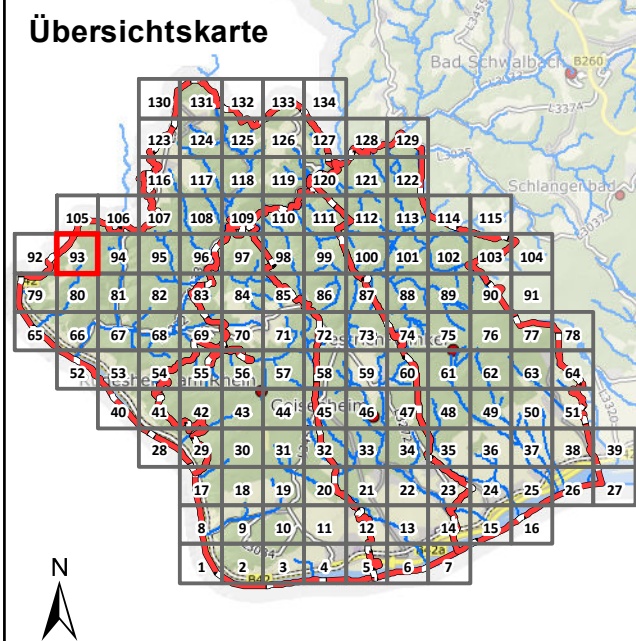 Übersichtskarte
L3374
Bad Schwalbach
B260
130 131 132 133 134
123 124 125 126 127 128 129
L3035
116 117 118 119 120 121 122
Schlangenbad
105 106 107 108 109 110 111 112 113 114 115
92 93 94 95 96 97 98 99 100 101 102 103 104
79 80 81 82 83 84 85 86 87 88 89 90 91
65 66 67 68 69 70 71 72 73 74 75 76 77 78
52 53 54 55 56 57 58 59 60 61 62 63 64
40 41 42 43 44 45 46 47 48 49 50 51
Geisenheim
28 29 30 31 32 33 34 35 36 37 38 39
17 18 19 20 21 22 23 24 25 26 27
8 9 10 11 12 13 14 15 16
L3034
B42a
1 2 3 4 5 6 7
B42
N